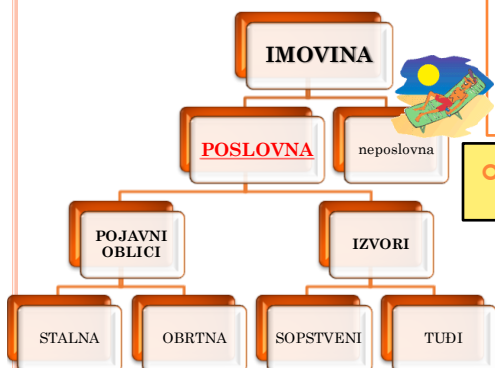 IMOVINA
POSLOVNA
neposlovna
POJAVNI
OBLICI
IZVORI
STALNA
OBRTNA
SOPSTVENI
TUĐI